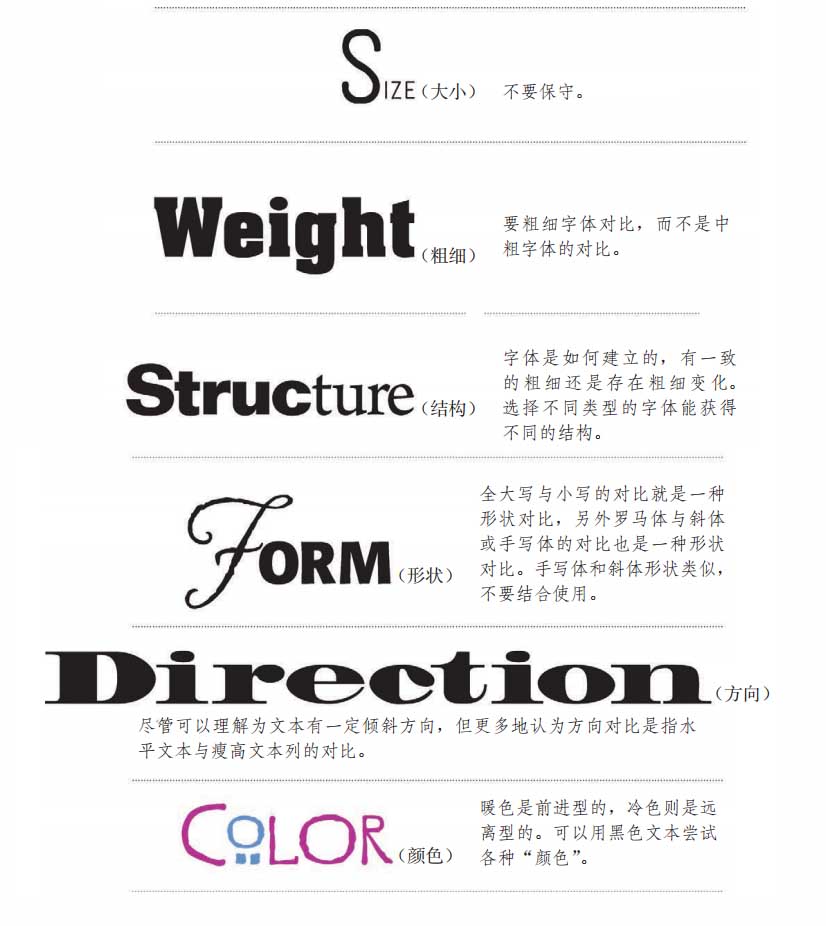 SIZE（大小） 不要保守。
要粗细字体对比，而不是中
Weight（粗细） 粗字体的对比。
字体是如何建立的，有一致
的粗细还是存在粗细变化。
Structure（结构） 选择不同类型的字体能获得
不同的结构。
全大写与小写的对比就是一种
形状对比，另外罗马体与斜体
或手写体的对比也是一种形状
FORM（形状） 对比。手写体和斜体形状类似，
不要结合使用。
Direction（方向）
尽管可以理解为文本有一定倾斜方向，但更多地认为方向对比是指水
平文本与瘦高文本列的对比。
暖色是前进型的，冷色则是远
离型的。可以用黑色文本尝试
COLOR（颜色） 各种“颜色”。